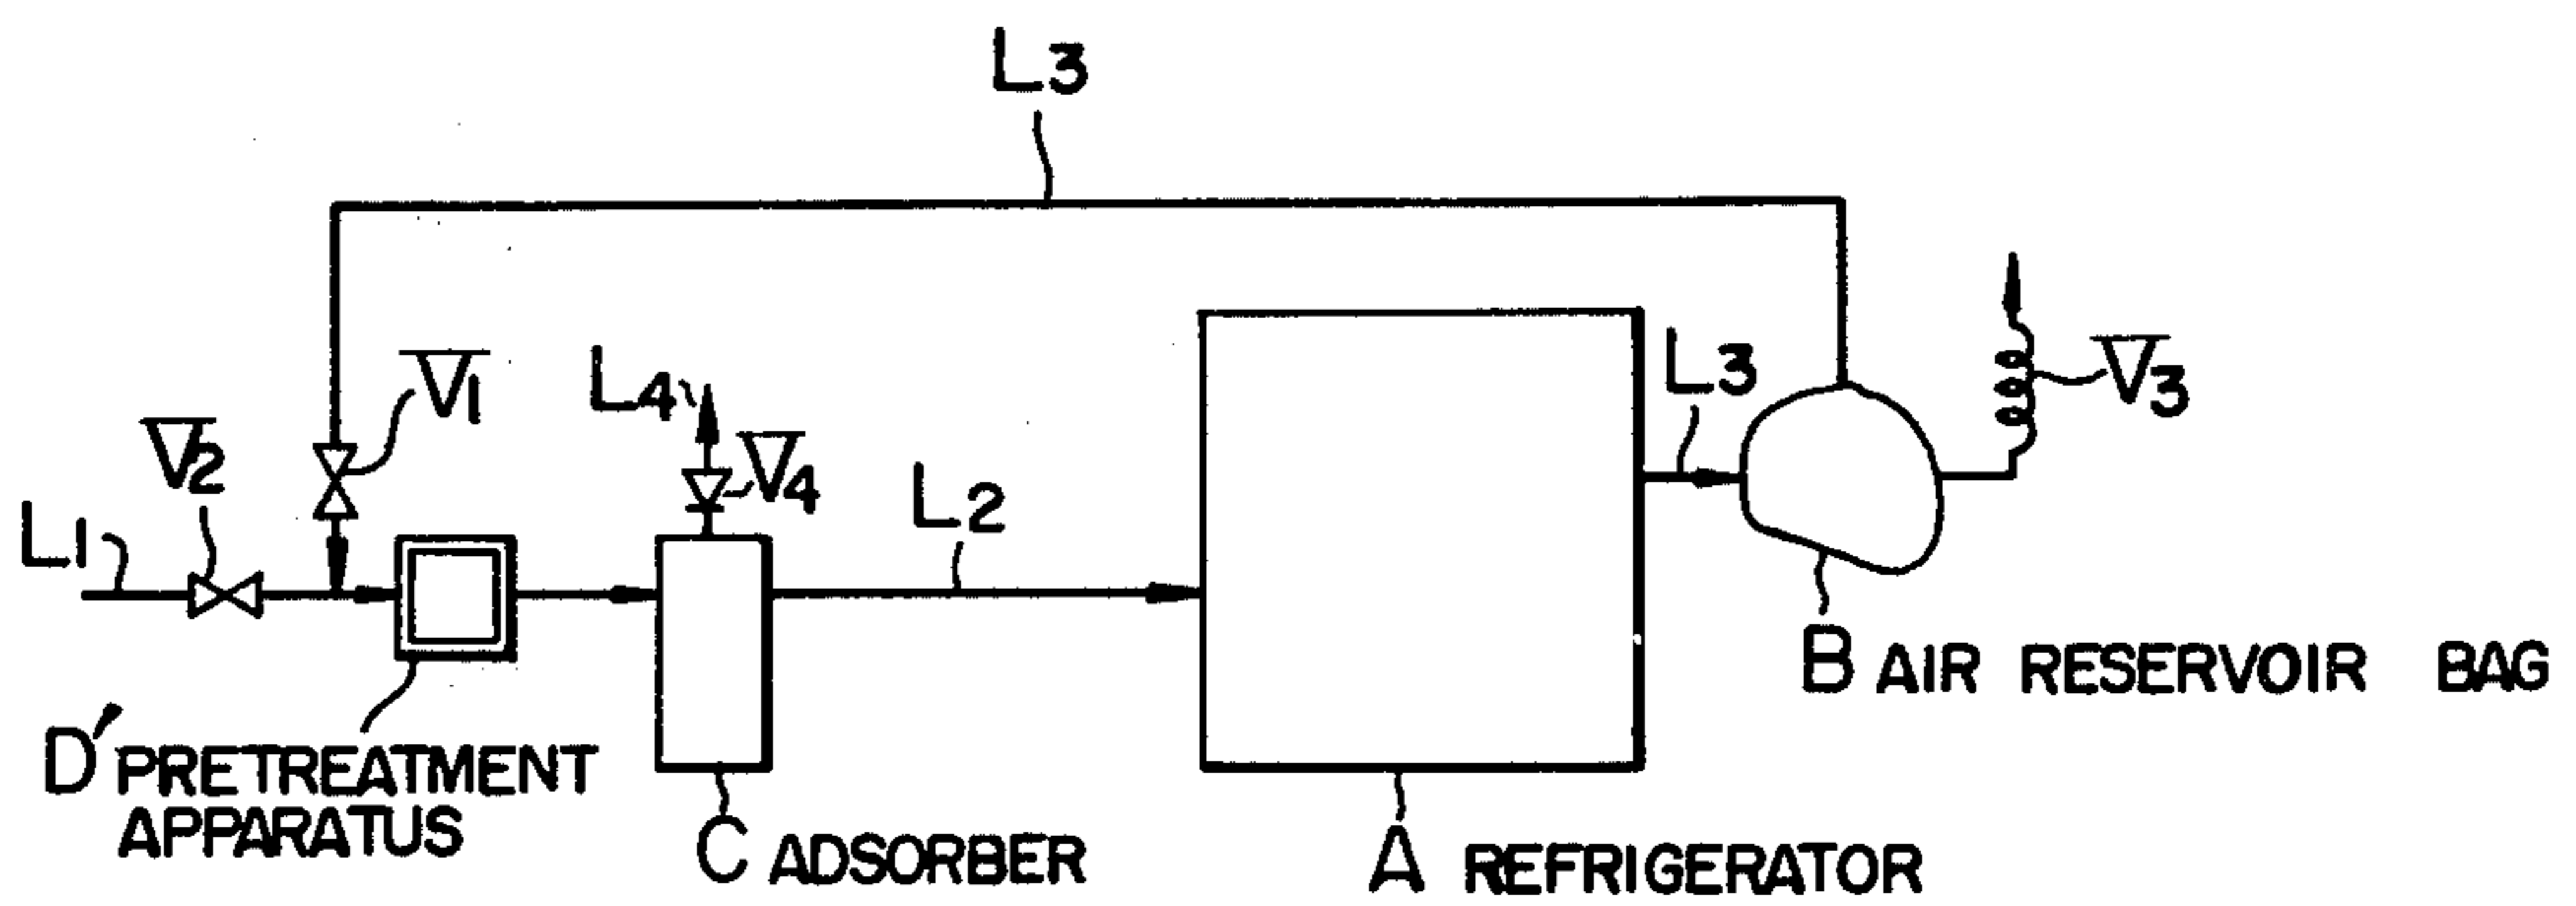 L3
V1
L4
L3
V3
V2
V4
L2
L1
B AIR RESERVOIR BAG
D' PRETREATMENT
APPARATUS
C ADSORBER
A REFRIGERATOR